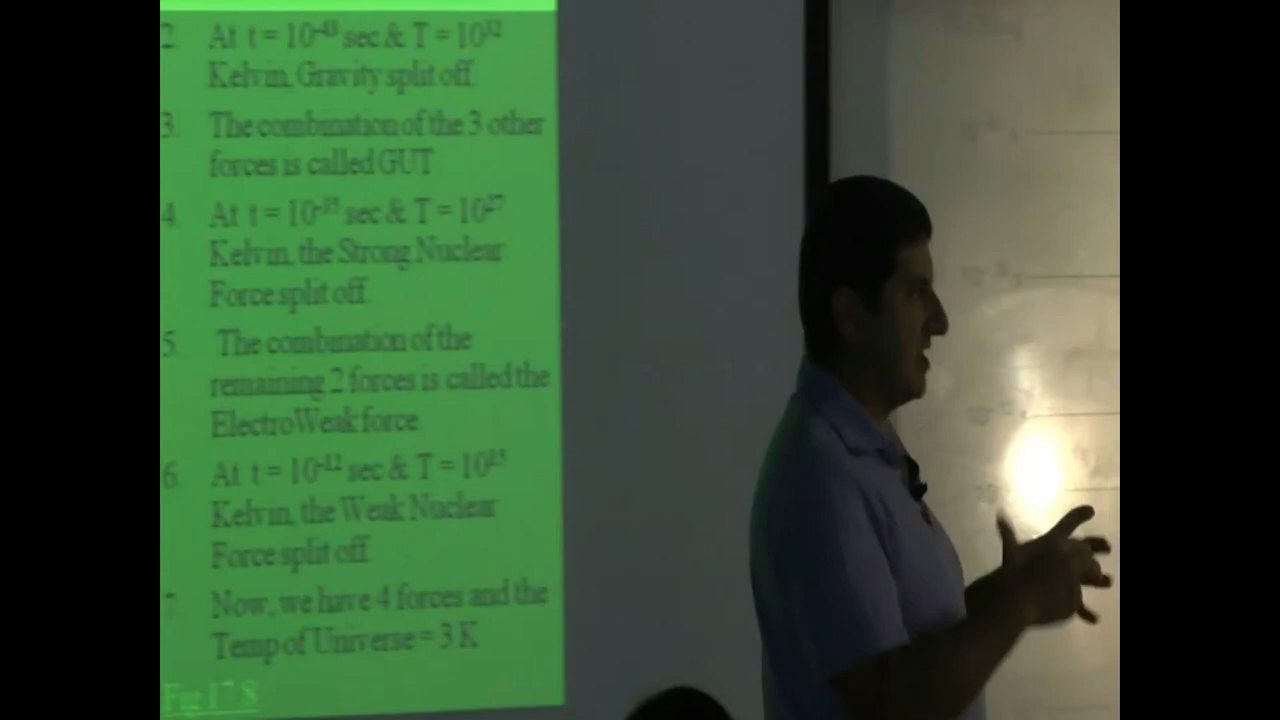 2. At t = 10⁻⁴³ sec & T = 10³²
Kelvin, Gravity split off.
3. The combination of the 3 other
forces is called GUT
4. At t = 10⁻³⁵ sec & T = 10²⁷
Kelvin, the Strong Nuclear
Force split off.
5. The combination of the
remaining 2 forces is called the
ElectroWeak force.
6. At t = 10⁻¹² sec & T = 10¹⁵
Kelvin, the Weak Nuclear
Force split off.
7. Now, we have 4 forces and the
Temp of Universe = 3 K
Fig 17.8